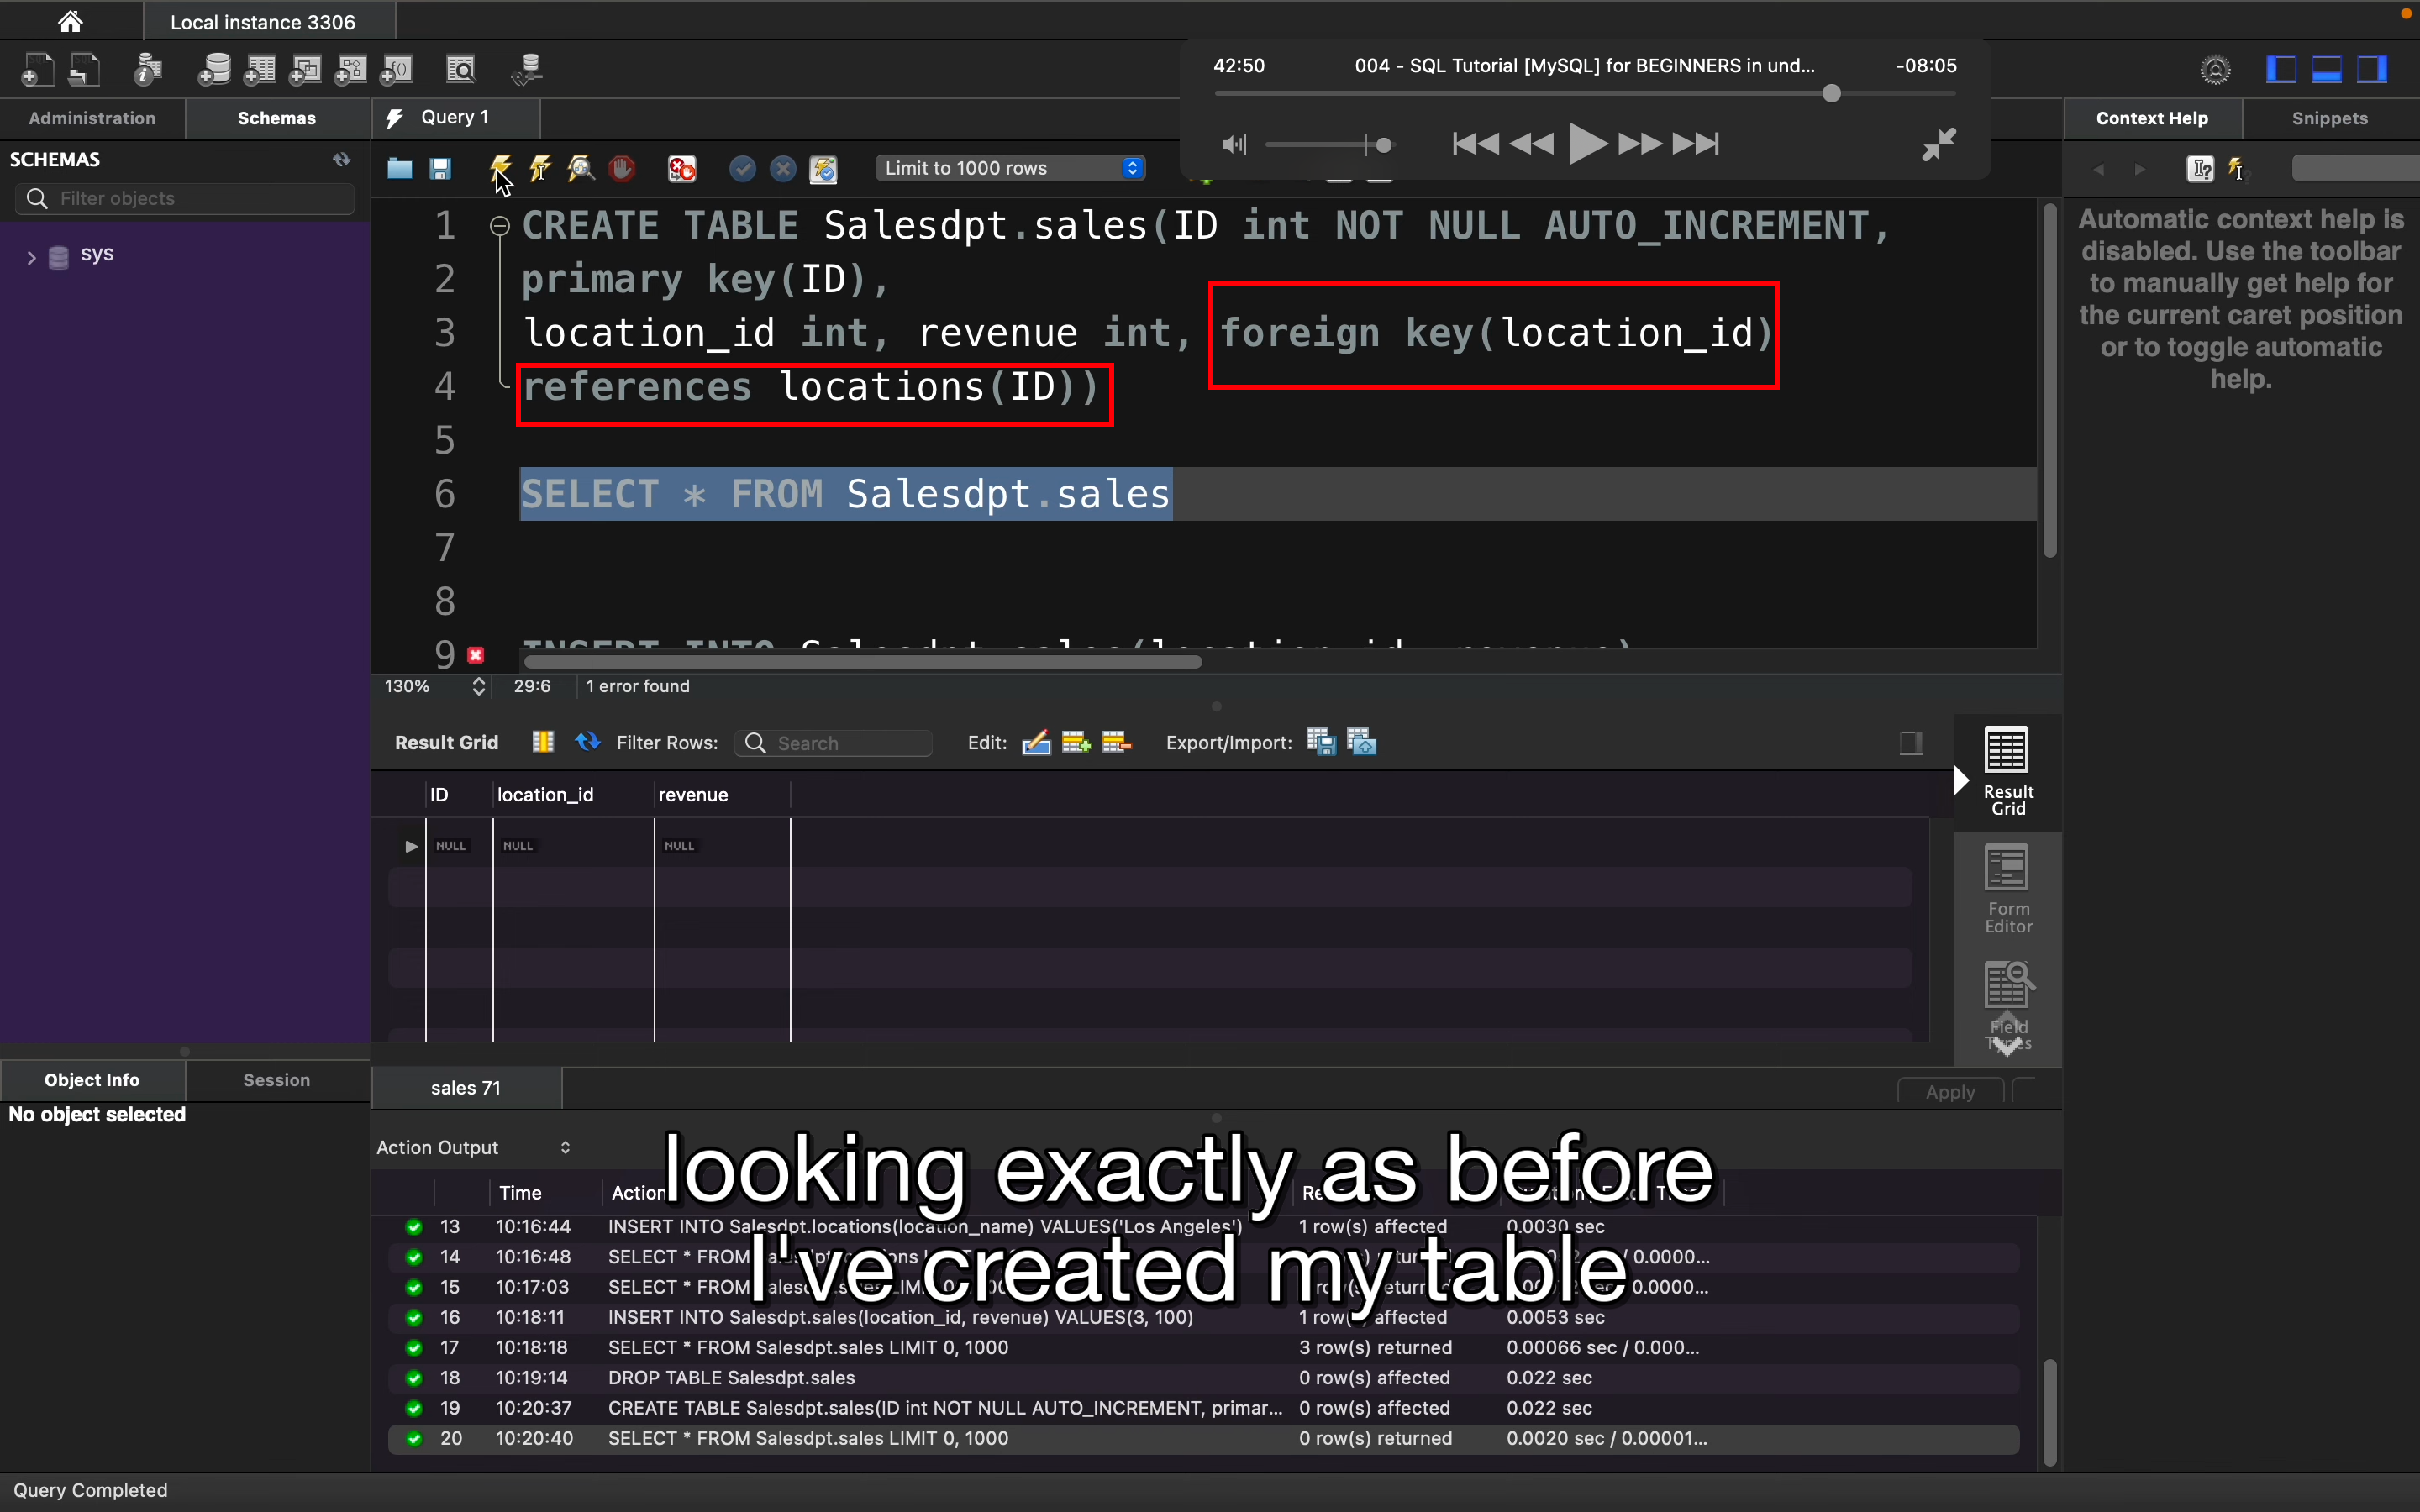 Local instance 3306
42:50 004 - SQL Tutorial [MySQL] for BEGINNERS in und... -08:05
Administration Schemas Query 1 Context Help Snippets
SCHEMAS
Limit to 1000 rows
Filter objects
sys
1 CREATE TABLE Salesdpt.sales(ID int NOT NULL AUTO_INCREMENT,
2 primary key(ID),
3 location_id int, revenue int, foreign key(location_id)
4 references locations(ID))
5
6 SELECT * FROM Salesdpt.sales
7
8
9 INSERT INTO Salesdpt.sales(location_id, revenue)
Automatic context help is
disabled. Use the toolbar
to manually get help for
the current caret position
or to toggle automatic
help.
130% 29:6 1 error found
Result Grid Filter Rows: Search Edit: Export/Import:
Result
Grid
Form
Editor
Field
Types
ID location_id revenue
NULL NULL NULL
Object Info Session
No object selected
sales 71 Apply
Action Output
looking exactly as before
I've created my table
Time Action
13 10:16:44 INSERT INTO Salesdpt.locations(location_name) VALUES('Los Angeles') 1 row(s) affected 0.0030 sec
14 10:16:48 SELECT * FROM / 0.0000...
15 10:17:03 SELECT * FROM 0.0000...
16 10:18:11 INSERT INTO Salesdpt.sales(location_id, revenue) VALUES(3, 100) 1 row(s) affected 0.0053 sec
17 10:18:18 SELECT * FROM Salesdpt.sales LIMIT 0, 1000 3 row(s) returned 0.00066 sec / 0.000...
18 10:19:14 DROP TABLE Salesdpt.sales 0 row(s) affected 0.022 sec
19 10:20:37 CREATE TABLE Salesdpt.sales(ID int NOT NULL AUTO_INCREMENT, primar... 0 row(s) affected 0.022 sec
20 10:20:40 SELECT * FROM Salesdpt.sales LIMIT 0, 1000 0 row(s) returned 0.0020 sec / 0.00001...
Query Completed